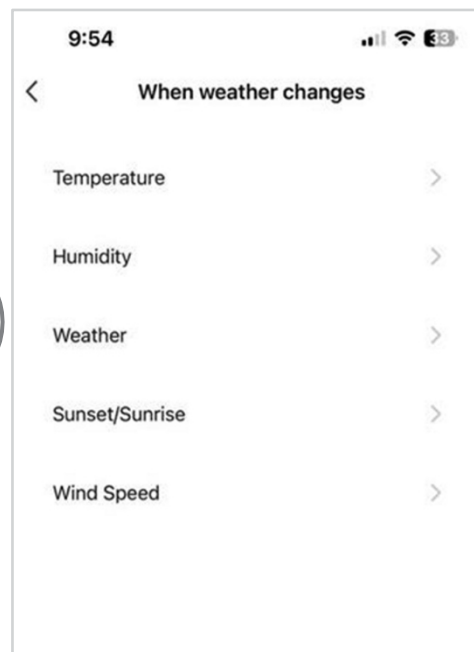 9:54
33
When weather changes
Temperature
Humidity
Weather
Sunset/Sunrise
Wind Speed